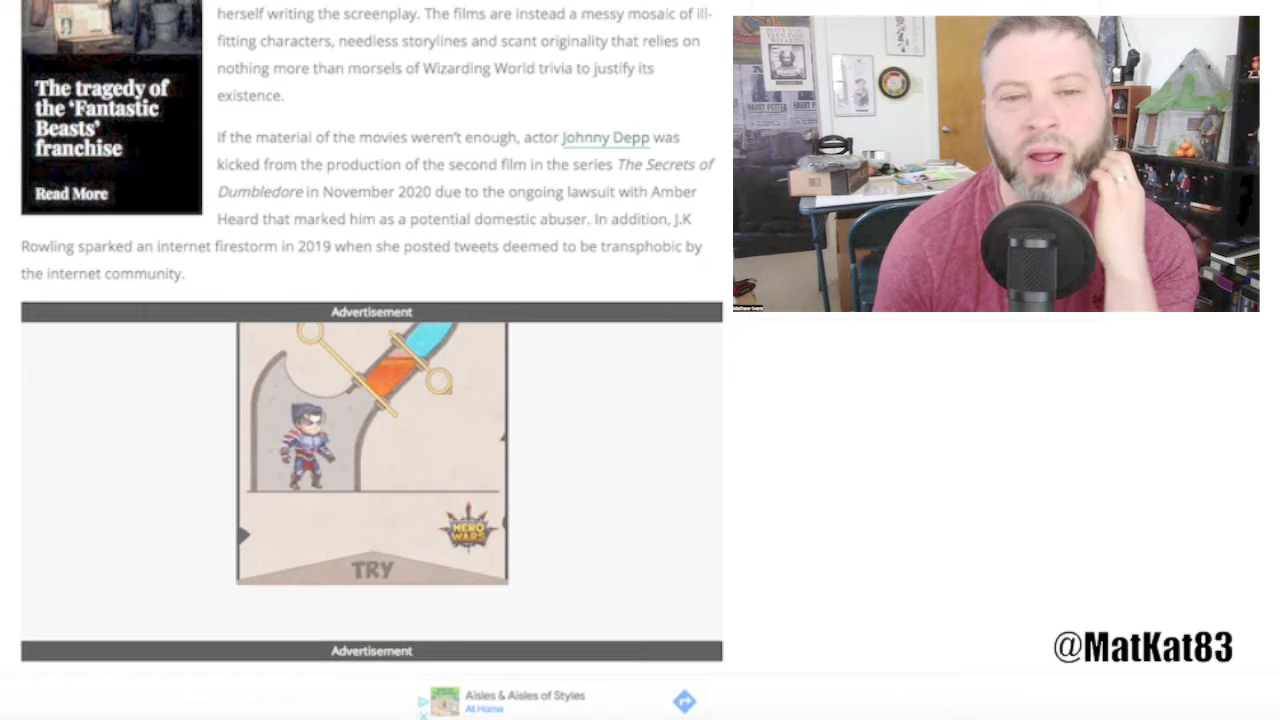 herself writing the screenplay. The films are instead a messy mosaic of ill-
fitting characters, needless storylines and scant originality that relies on
nothing more than morsels of Wizarding World trivia to justify its
existence.
The tragedy of
the ‘Fantastic
Beasts’
franchise
Read More
If the material of the movies weren’t enough, actor Johnny Depp was
kicked from the production of the second film in the series The Secrets of
Dumbledore in November 2020 due to the ongoing lawsuit with Amber
Heard that marked him as a potential domestic abuser. In addition, J.K
Rowling sparked an internet firestorm in 2019 when she posted tweets deemed to be transphobic by
the internet community.
Advertisement
HERO
WARS
TRY
Advertisement
Aisles & Aisles of Styles
At Home
HARRY POTTER
@MatKat83